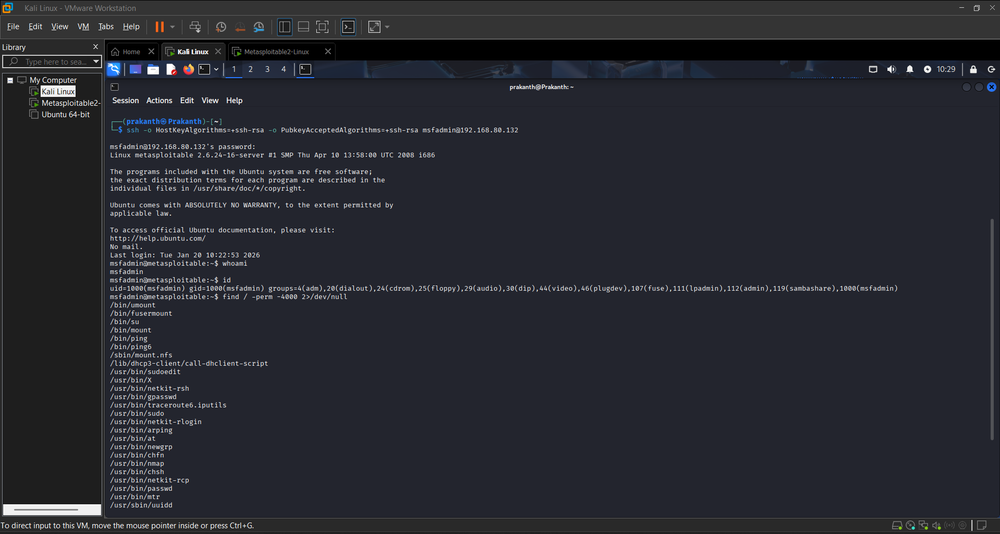 Kali Linux - VMware Workstation
File Edit View VM Tabs Help
Library
Type here to sea...
My Computer
Kali Linux
Metasploitable2-
Ubuntu 64-bit
Home
Kali Linux
Metasploitable2-Linux
1 2 3 4
10:29
prakanth@Prakanth: ~
Session Actions Edit View Help
┌──(prakanth㉿Prakanth)-[~]
└─$ ssh -o HostKeyAlgorithms=+ssh-rsa -o PubkeyAcceptedAlgorithms=+ssh-rsa msfadmin@192.168.80.132
msfadmin@192.168.80.132's password:
Linux metasploitable 2.6.24-16-server #1 SMP Thu Apr 10 13:58:00 UTC 2008 i686
The programs included with the Ubuntu system are free software;
the exact distribution terms for each program are described in the
individual files in /usr/share/doc/*/copyright.
Ubuntu comes with ABSOLUTELY NO WARRANTY, to the extent permitted by
applicable law.
To access official Ubuntu documentation, please visit:
http://help.ubuntu.com/
No mail.
Last login: Tue Jan 20 10:22:53 2026
msfadmin@metasploitable:~$ whoami
msfadmin
msfadmin@metasploitable:~$ id
uid=1000(msfadmin) gid=1000(msfadmin) groups=4(adm),20(dialout),24(cdrom),25(floppy),29(audio),30(dip),44(video),46(plugdev),107(fuse),111(lpadmin),112(admin),119(sambashare),1000(msfadmin)
msfadmin@metasploitable:~$ find / -perm -4000 2>/dev/null
/bin/umount
/bin/fusermount
/bin/su
/bin/mount
/bin/ping
/bin/ping6
/sbin/mount.nfs
/lib/dhcp3-client/call-dhclient-script
/usr/bin/sudoedit
/usr/bin/X
/usr/bin/netkit-rsh
/usr/bin/gpasswd
/usr/bin/traceroute6.iputils
/usr/bin/sudo
/usr/bin/netkit-rlogin
/usr/bin/arping
/usr/bin/at
/usr/bin/newgrp
/usr/bin/chfn
/usr/bin/nmap
/usr/bin/chsh
/usr/bin/netkit-rcp
/usr/bin/passwd
/usr/bin/mtr
/usr/sbin/uuidd
To direct input to this VM, move the mouse pointer inside or press Ctrl+G.